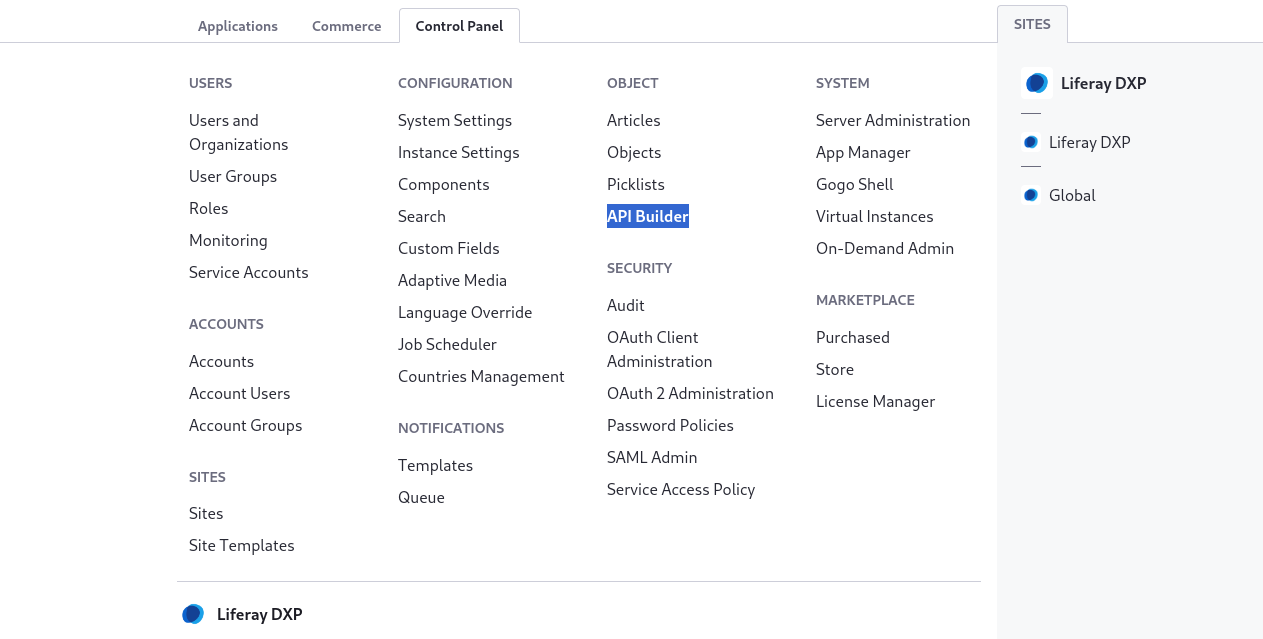 Applications
Commerce
Control Panel
SITES
USERS
Users and
Organizations
User Groups
Roles
Monitoring
Service Accounts
ACCOUNTS
Accounts
Account Users
Account Groups
SITES
Sites
Site Templates
CONFIGURATION
System Settings
Instance Settings
Components
Search
Custom Fields
Adaptive Media
Language Override
Job Scheduler
Countries Management
NOTIFICATIONS
Templates
Queue
OBJECT
Articles
Objects
Picklists
API Builder
SECURITY
Audit
OAuth Client
Administration
OAuth 2 Administration
Password Policies
SAML Admin
Service Access Policy
SYSTEM
Server Administration
App Manager
Gogo Shell
Virtual Instances
On-Demand Admin
MARKETPLACE
Purchased
Store
License Manager
Liferay DXP
Liferay DXP
Global
Liferay DXP